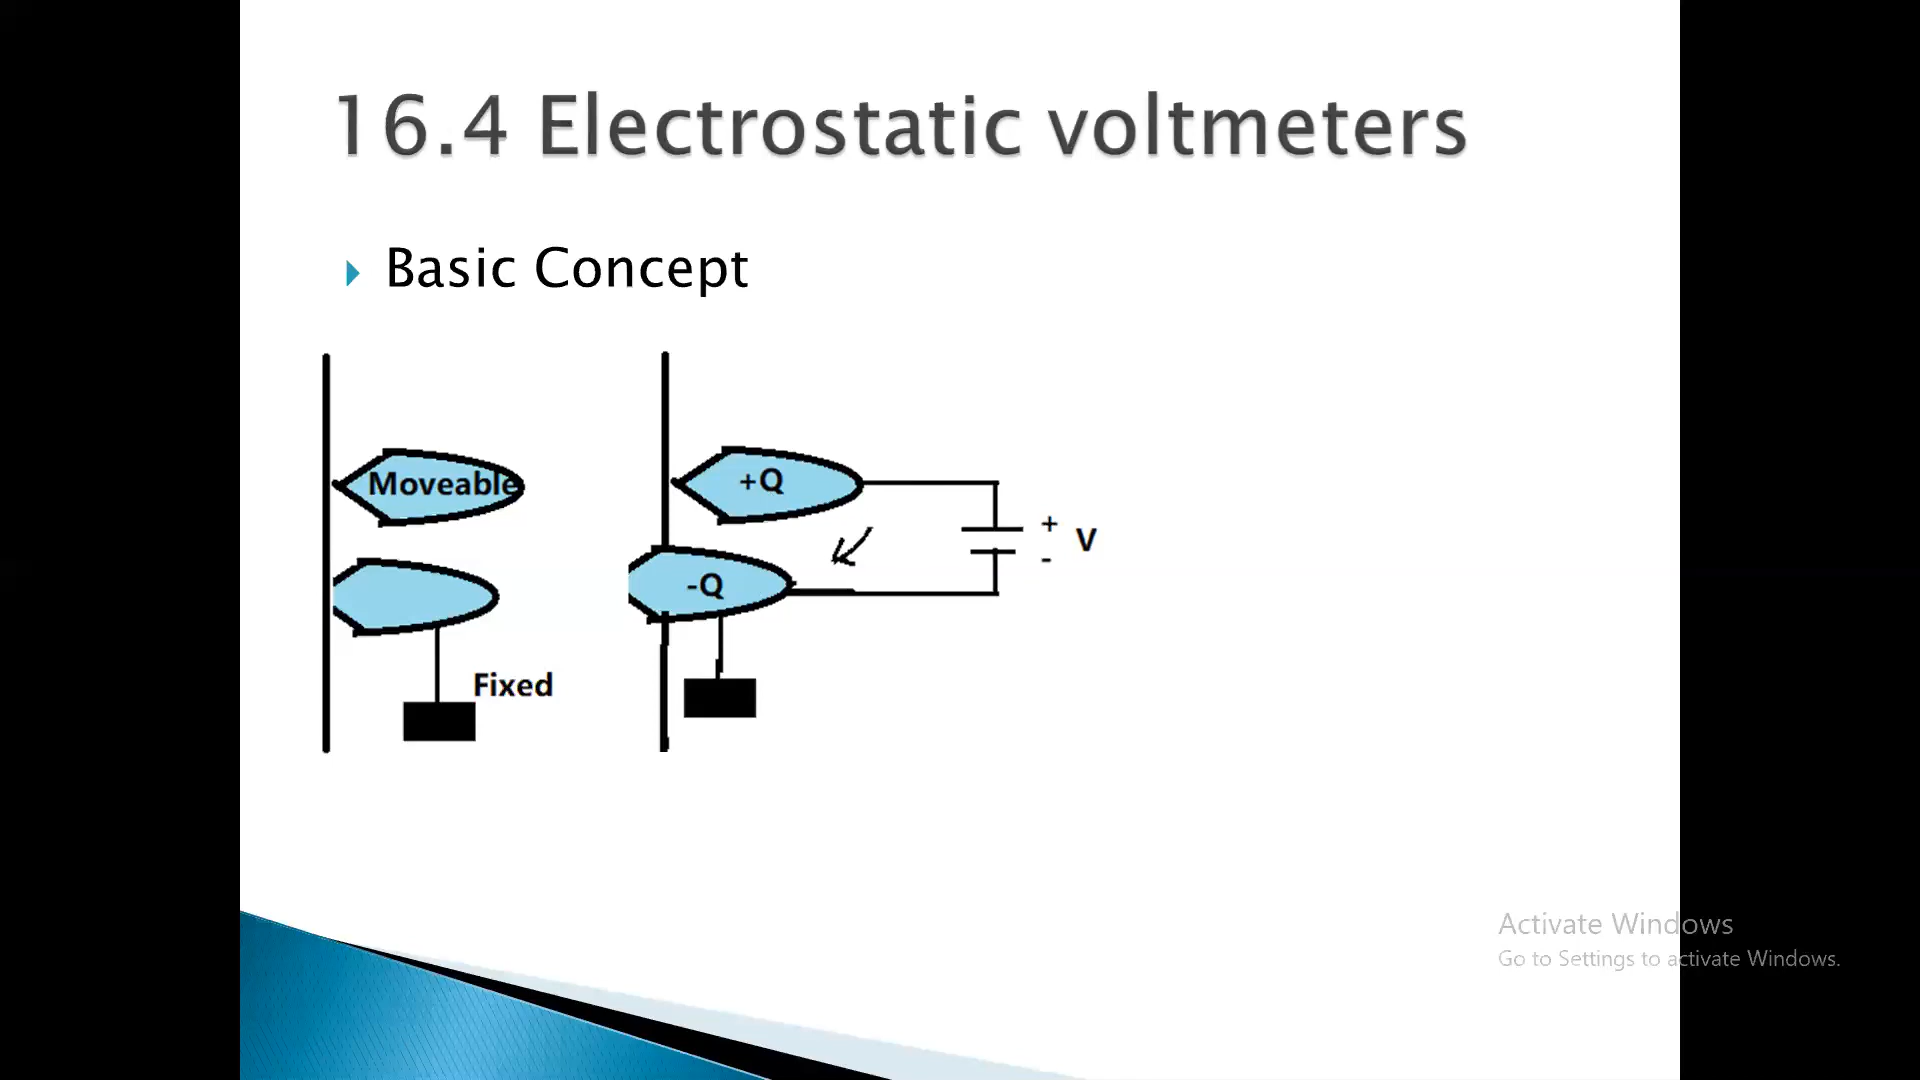 16.4 Electrostatic voltmeters
Basic Concept
Moveable
Fixed
+Q
-Q
+
-
V
Activate Windows
Go to Settings to activate Windows.